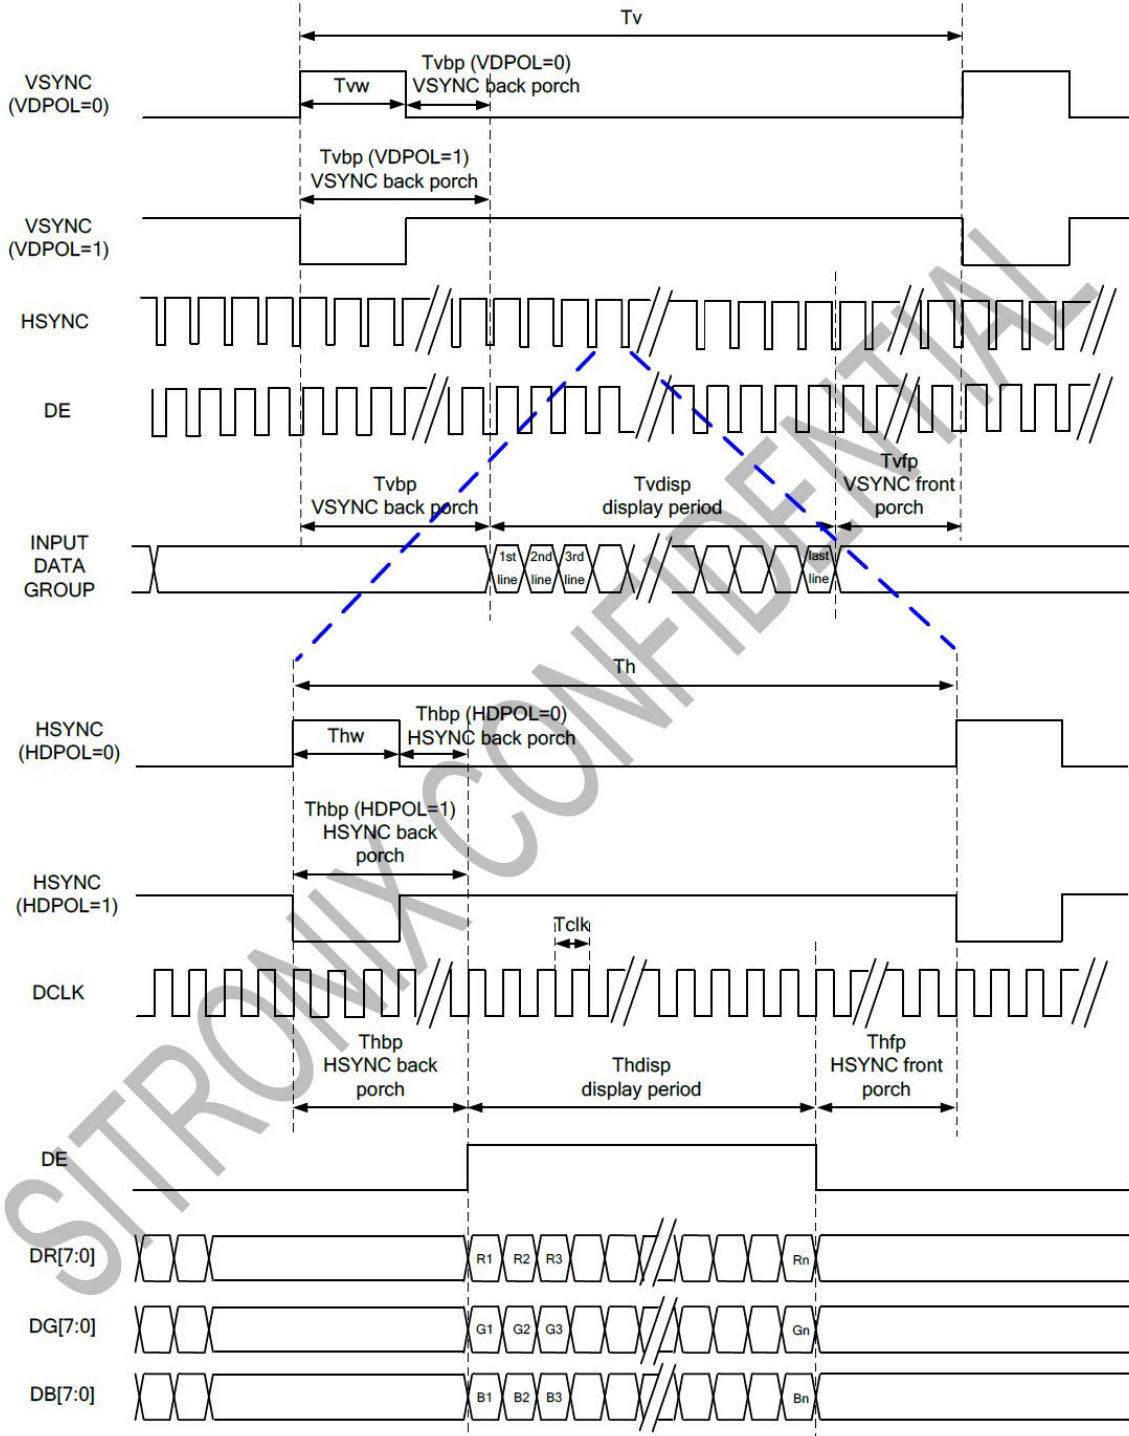 Tv
VSYNC
(VDPOL=0)
Tvw
Tvbp (VDPOL=0)
VSYNC back porch
Tvbp (VDPOL=1)
VSYNC back porch
VSYNC
(VDPOL=1)
HSYNC
DE
Tvbp
VSYNC back porch
Tvdisp
display period
Tvfp
VSYNC front
porch
INPUT
DATA
GROUP
1st
line
2nd
line
3rd
line
last
line
Th
HSYNC
(HDPOL=0)
Thw
Thbp (HDPOL=0)
HSYNC back porch
Thbp (HDPOL=1)
HSYNC back
porch
HSYNC
(HDPOL=1)
Tclk
DCLK
Thbp
HSYNC back
porch
Thdisp
display period
Thfp
HSYNC front
porch
DE
DR[7:0]
R1 R2 R3 Rn
DG[7:0]
G1 G2 G3 Gn
DB[7:0]
B1 B2 B3 Bn
SITRONIX CONFIDENTIAL